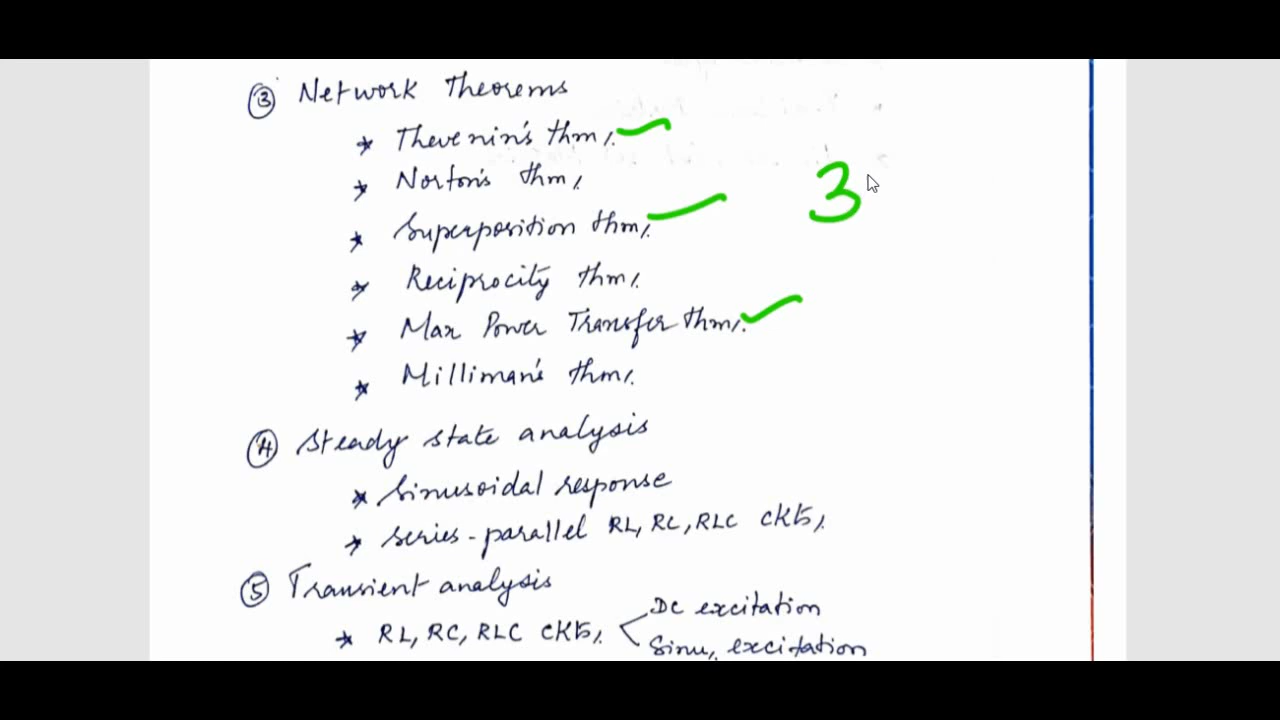 ③ Network Theorems
* Thevenin's thm/.
* Norton's thm/.
3
* Superposition thm/.
* Reciprocity thm/.
* Max Power Transfer thm/.
* Milliman's thm/.
④ Steady state analysis
* Sinusoidal response
* series-parallel RL, RC, RLC CKts/.
⑤ Transient analysis
DC excitation
* RL, RC, RLC CKts/.
Sinu, excitation